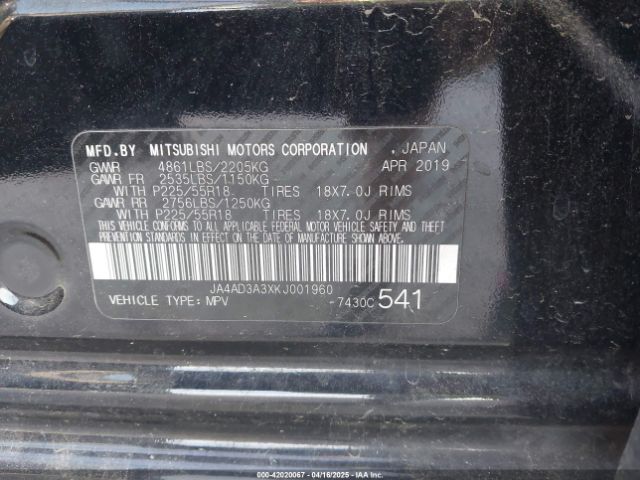 MFD.BY MITSUBISHI MOTORS CORPORATION , JAPAN
GVWR 4861LBS/2205KG APR 2019
GAWR FR 2535LBS/1150KG
WITH P225/55R18. TIRES 18X7.0J RIMS
GAWR RR 2756LBS/1250KG
WITH P225/55R18 TIRES 18X7.0J RIMS
THIS VEHICLE CONFORMS TO ALL APPLICABLE FEDERAL MOTOR VEHICLE SAFETY AND THEFT
PREVENTION STANDARDS IN EFFECT ON THE DATE OF MANUFACTURE SHOWN ABOVE.
JA4AD3A3XKJ001960
VEHICLE TYPE:MPV -7430C 541
000-42020067 - 04/16/2025 - IAA Inc.